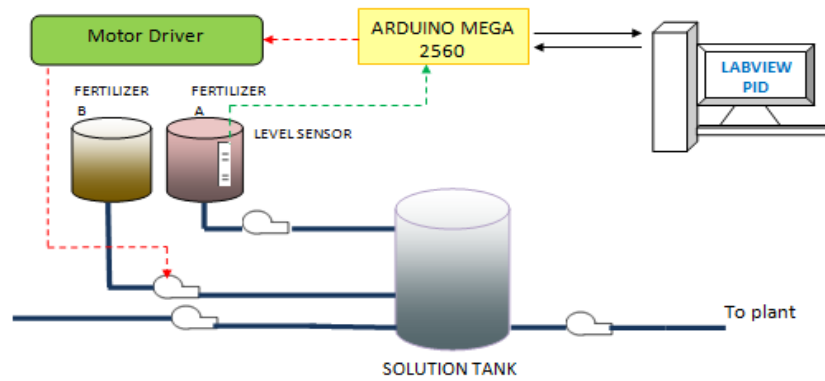 Motor Driver
ARDUINO MEGA
2560
LABVIEW
PID
FERTILIZER
B
FERTILIZER
A
LEVEL SENSOR
To plant
SOLUTION TANK